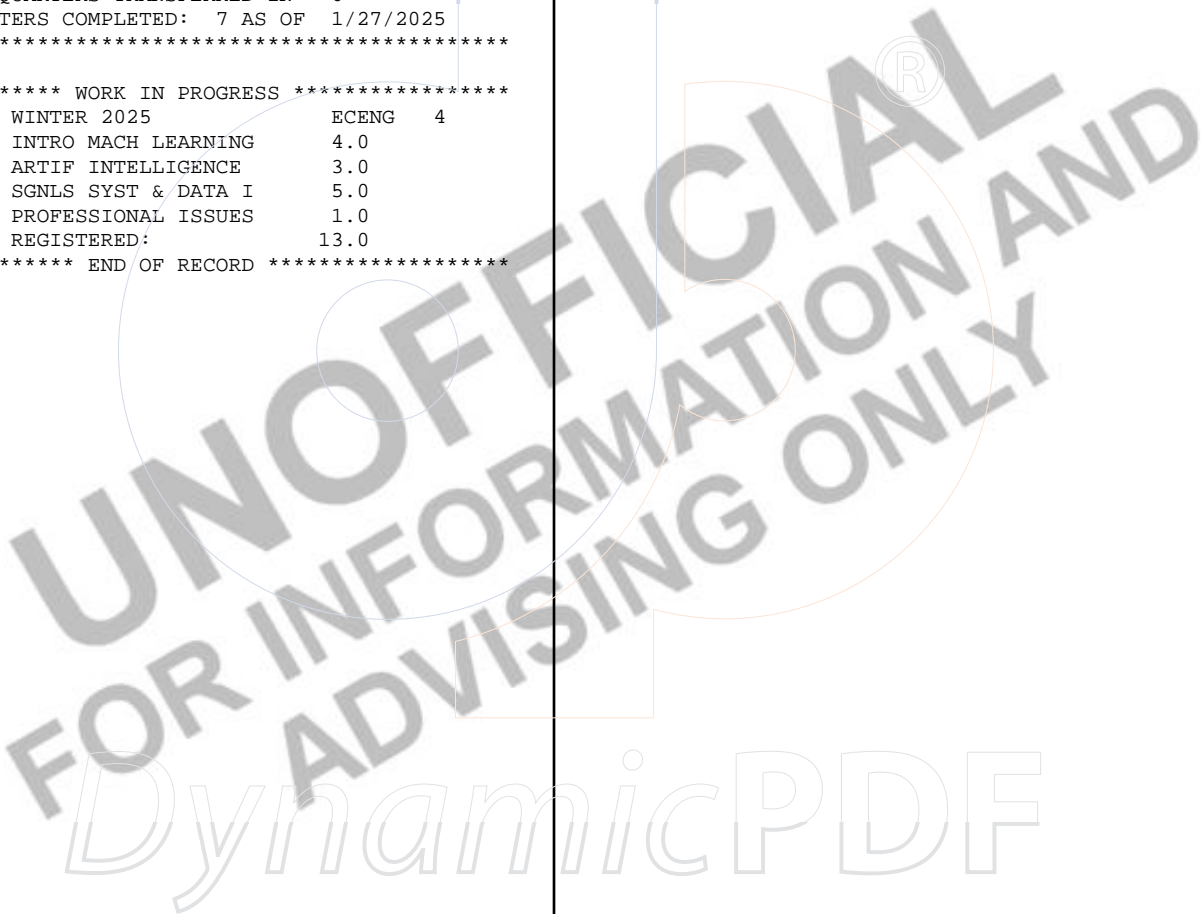 TERS COMPLETED: 7 AS OF 1/27/2025
****************************************
***** WORK IN PROGRESS *****************
WINTER 2025 ECENG 4
INTRO MACH LEARNING 4.0
ARTIF INTELLIGENCE 3.0
SGNLS SYST & DATA I 5.0
PROFESSIONAL ISSUES 1.0
REGISTERED: 13.0
****** END OF RECORD *******************
UNOFFICIAL
FOR INFORMATION AND
ADVISING ONLY
®
DynamicPDF